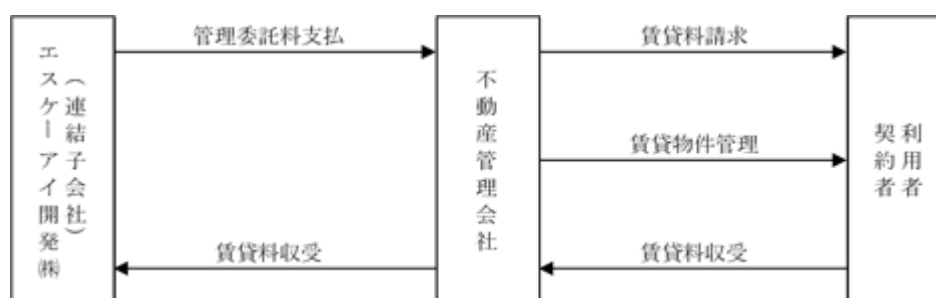 エスケーアイ開発㈱
(連結子会社)
管理委託料支払
賃貸料収受
不動産管理会社
賃貸料請求
賃貸物件管理
賃貸料収受
利用者
契約者